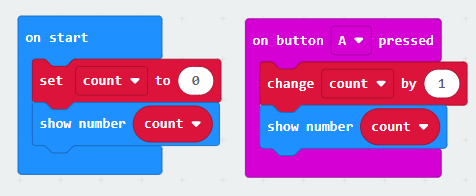 on start
set count to 0
show number count
on button A pressed
change count by 1
show number count